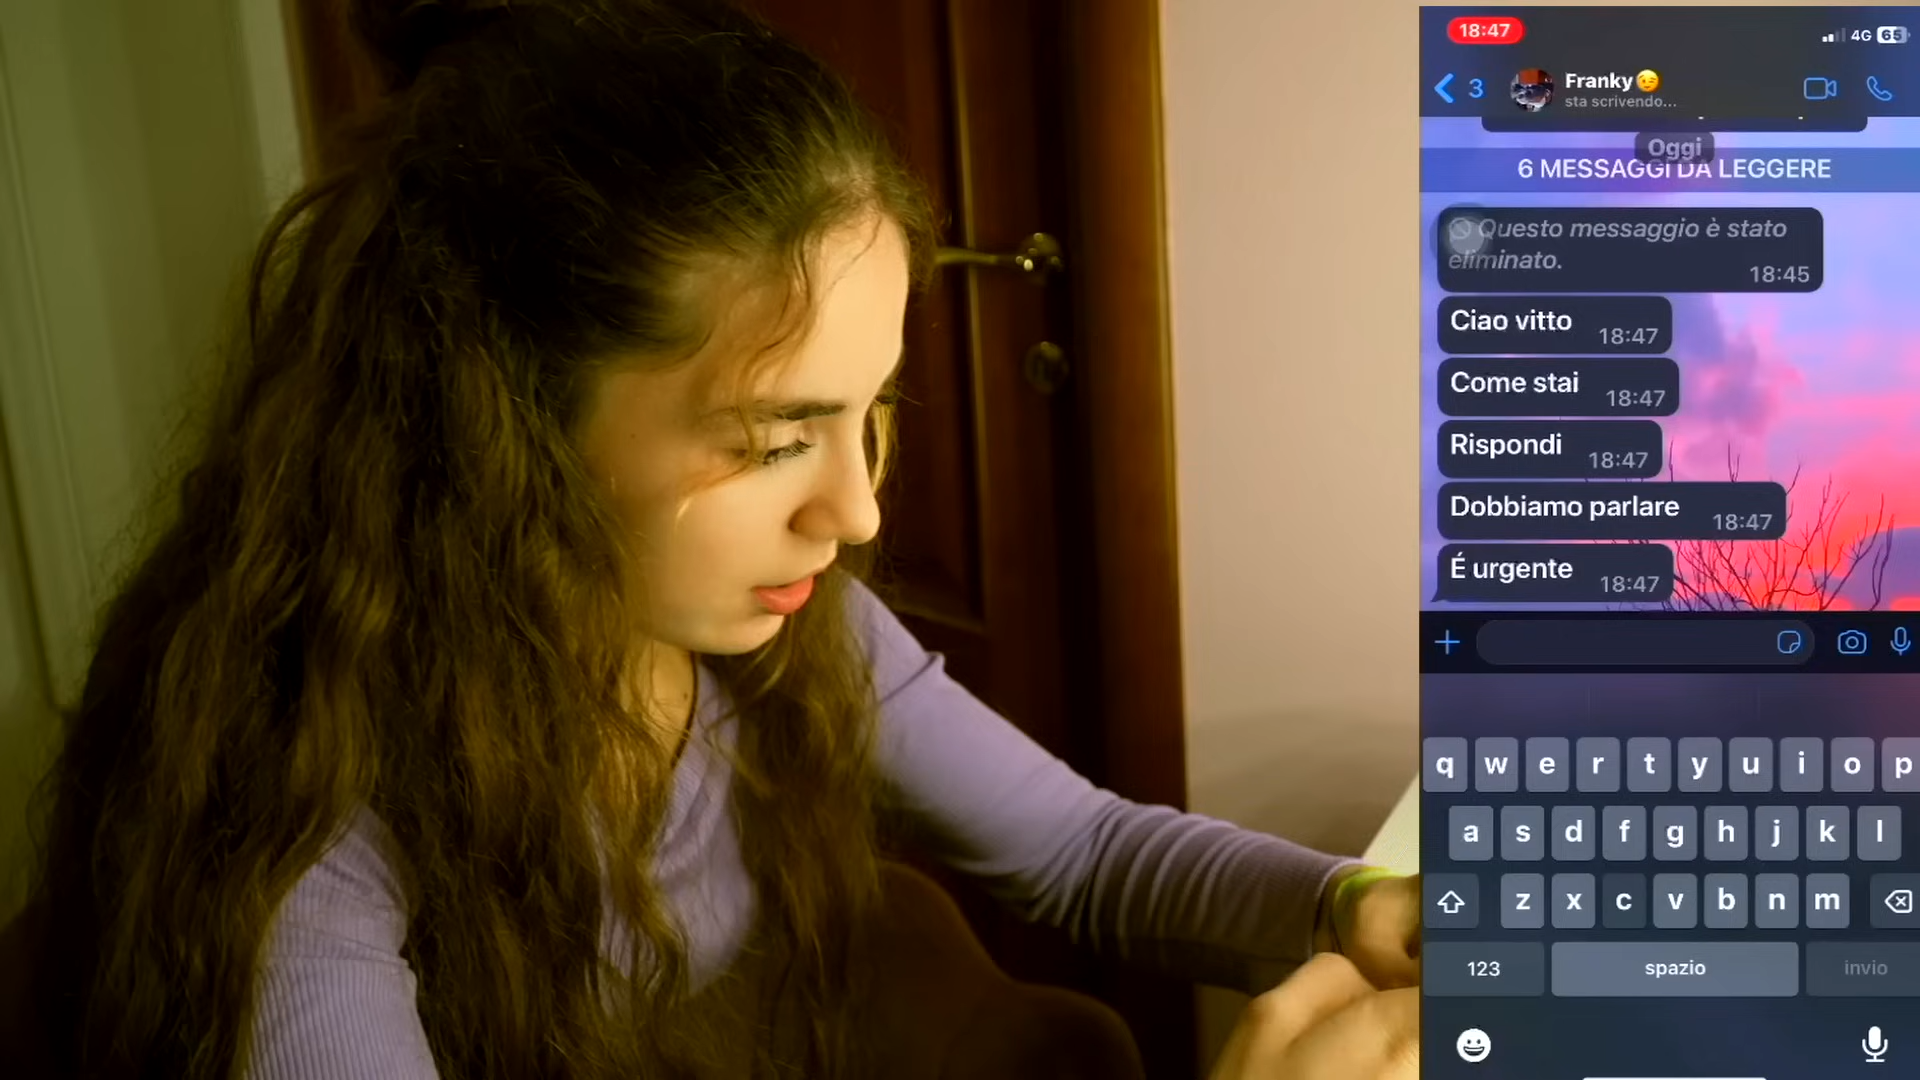 18:47
4G 65
3
Franky😉
sta scrivendo...
Oggi
6 MESSAGGI DA LEGGERE
Questo messaggio è stato
eliminato.
18:45
Ciao vitto 18:47
Come stai 18:47
Rispondi 18:47
Dobbiamo parlare 18:47
É urgente 18:47
q w e r t y u i o p
a s d f g h j k l
z x c v b n m
123 spazio invio